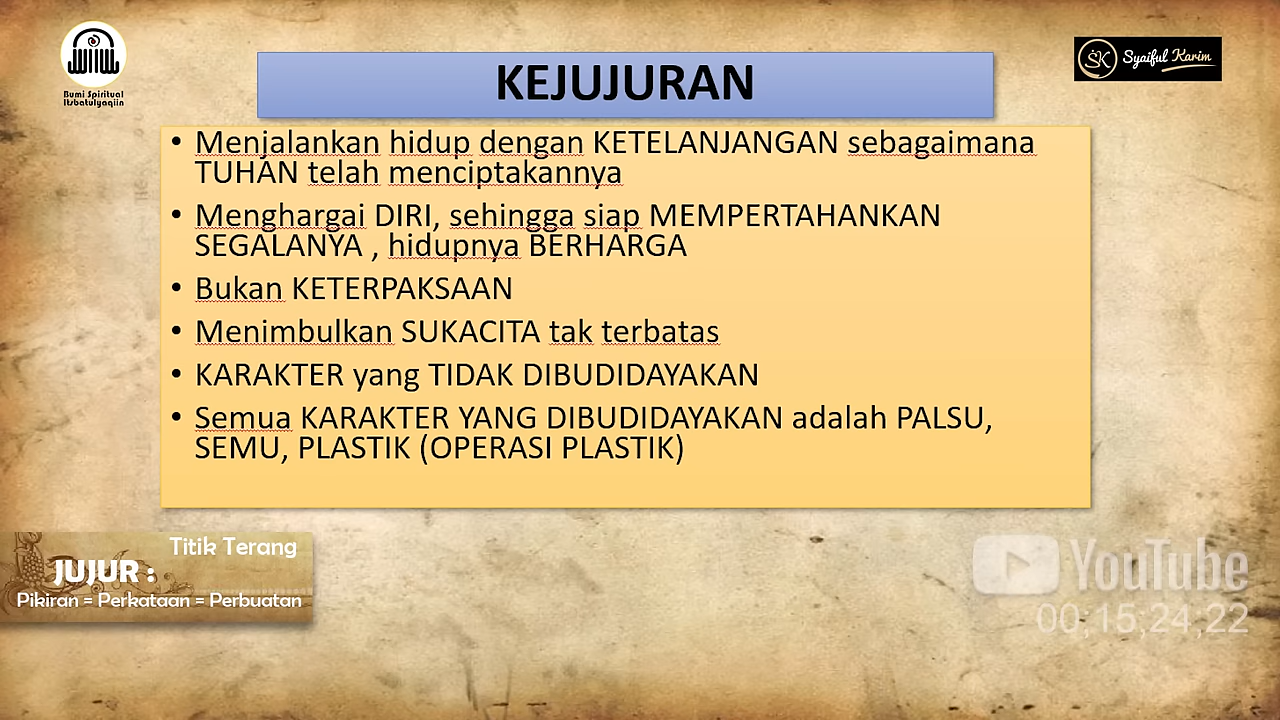 Bumi Spiritual
Itsbatulyaqiin
SK Syaiful Karim
KEJUJURAN
• Menjalankan hidup dengan KETELANJANGAN sebagaimana
TUHAN telah menciptakannya
• Menghargai DIRI, sehingga siap MEMPERTAHANKAN
SEGALANYA , hidupnya BERHARGA
• Bukan KETERPAKSAAN
• Menimbulkan SUKACITA tak terbatas
• KARAKTER yang TIDAK DIBUDIDAYAKAN
• Semua KARAKTER YANG DIBUDIDAYAKAN adalah PALSU,
SEMU, PLASTIK (OPERASI PLASTIK)
Titik Terang
JUJUR :
Pikiran = Perkataan = Perbuatan
YouTube
00;15;24;22